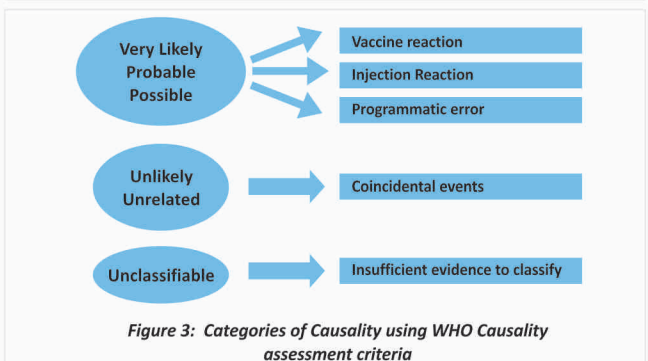 Very Likely
Probable
Possible
Vaccine reaction
Injection Reaction
Programmatic error
Unlikely
Unrelated
Coincidental events
Unclassifiable
Insufficient evidence to classify
Figure 3: Categories of Causality using WHO Causality
assessment criteria